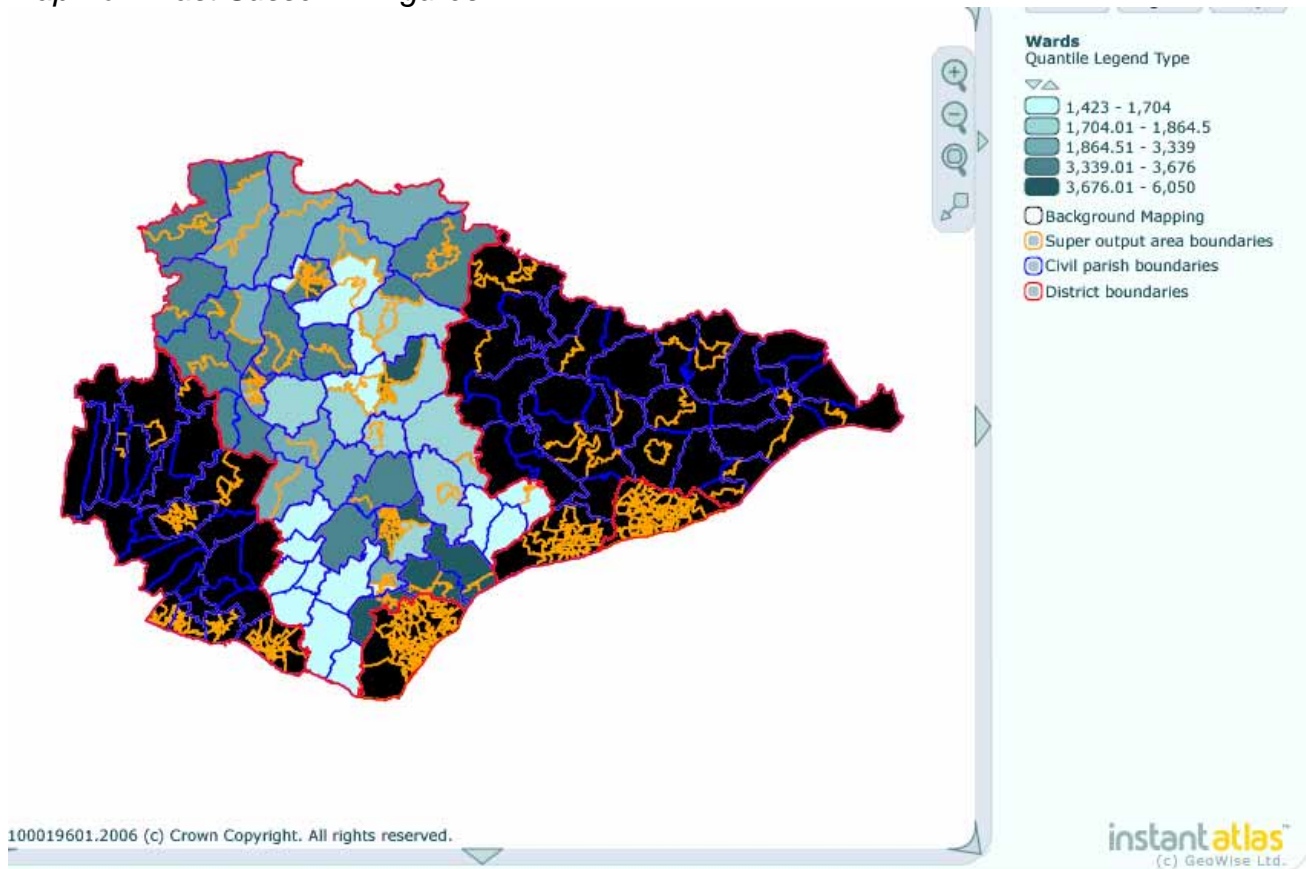 Wards
Quantile Legend Type
1,423 - 1,704
1,704.01 - 1,864.5
1,864.51 - 3,339
3,339.01 - 3,676
3,676.01 - 6,050
Background Mapping
Super output area boundaries
Civil parish boundaries
District boundaries
100019601.2006 (c) Crown Copyright. All rights reserved.
instantatlas™
(c) GeoWise Ltd.